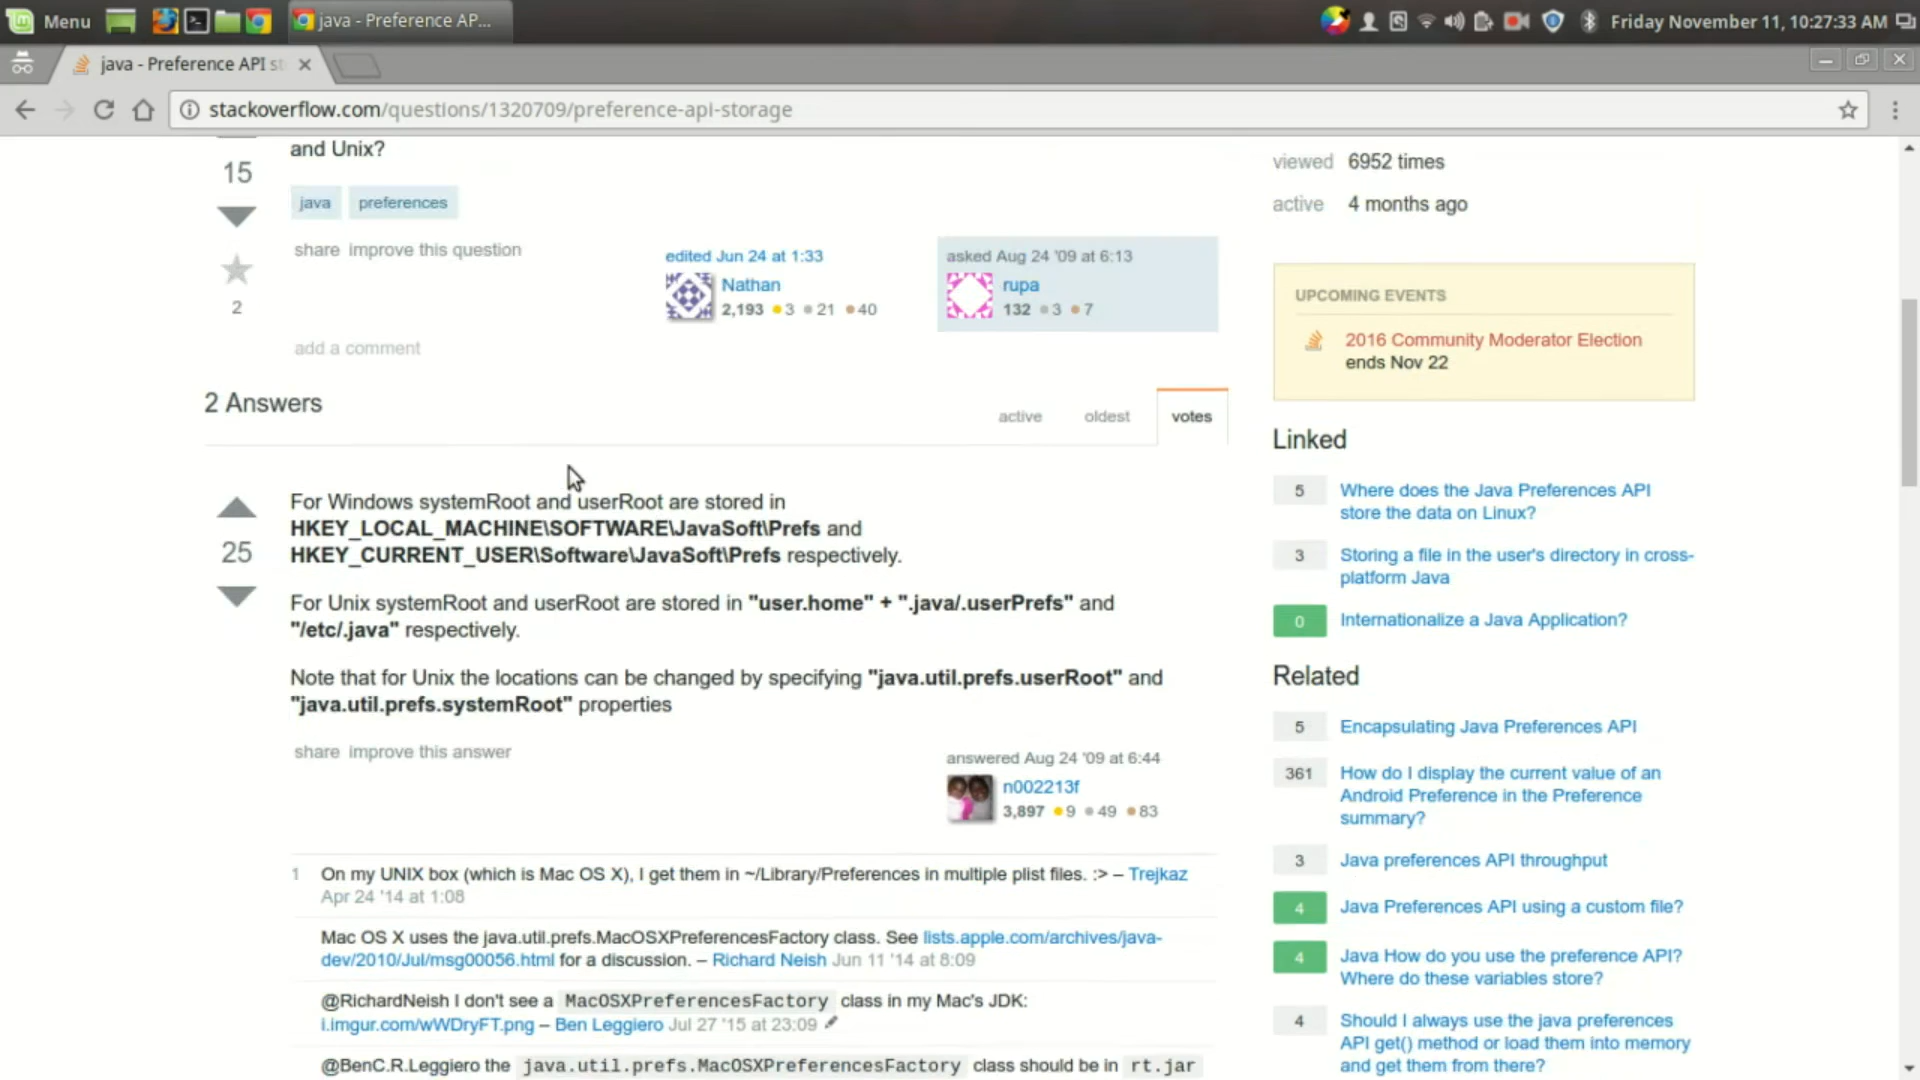 Menu
java - Preference AP...
Friday November 11, 10:27:33 AM
java - Preference API st
stackoverflow.com/questions/1320709/preference-api-storage
and Unix?
15
java preferences
share improve this question
2
edited Jun 24 at 1:33
Nathan
2,193 3 21 40
asked Aug 24 '09 at 6:13
rupa
132 3 7
add a comment
2 Answers
active oldest votes
25
For Windows systemRoot and userRoot are stored in
HKEY_LOCAL_MACHINE\SOFTWARE\JavaSoft\Prefs and
HKEY_CURRENT_USER\Software\JavaSoft\Prefs respectively.
For Unix systemRoot and userRoot are stored in "user.home" + ".java/.userPrefs" and
"/etc/.java" respectively.
Note that for Unix the locations can be changed by specifying "java.util.prefs.userRoot" and
"java.util.prefs.systemRoot" properties
share improve this answer
answered Aug 24 '09 at 6:44
n002213f
3,897 9 49 83
1 On my UNIX box (which is Mac OS X), I get them in ~/Library/Preferences in multiple plist files. :> – Trejkaz
Apr 24 '14 at 1:08
Mac OS X uses the java.util.prefs.MacOSXPreferencesFactory class. See lists.apple.com/archives/java-
dev/2010/Jul/msg00056.html for a discussion. – Richard Neish Jun 11 '14 at 8:09
@RichardNeish I don't see a MacOSXPreferencesFactory class in my Mac's JDK:
i.imgur.com/wWDryFT.png – Ben Leggiero Jul 27 '15 at 23:09
@BenC.R.Leggiero the java.util.prefs.MacOSXPreferencesFactory class should be in rt.jar
viewed 6952 times
active 4 months ago
UPCOMING EVENTS
2016 Community Moderator Election
ends Nov 22
Linked
5 Where does the Java Preferences API
store the data on Linux?
3 Storing a file in the user's directory in cross-
platform Java
0 Internationalize a Java Application?
Related
5 Encapsulating Java Preferences API
361 How do I display the current value of an
Android Preference in the Preference
summary?
3 Java preferences API throughput
4 Java Preferences API using a custom file?
4 Java How do you use the preference API?
Where do these variables store?
4 Should I always use the java preferences
API get() method or load them into memory
and get them from there?